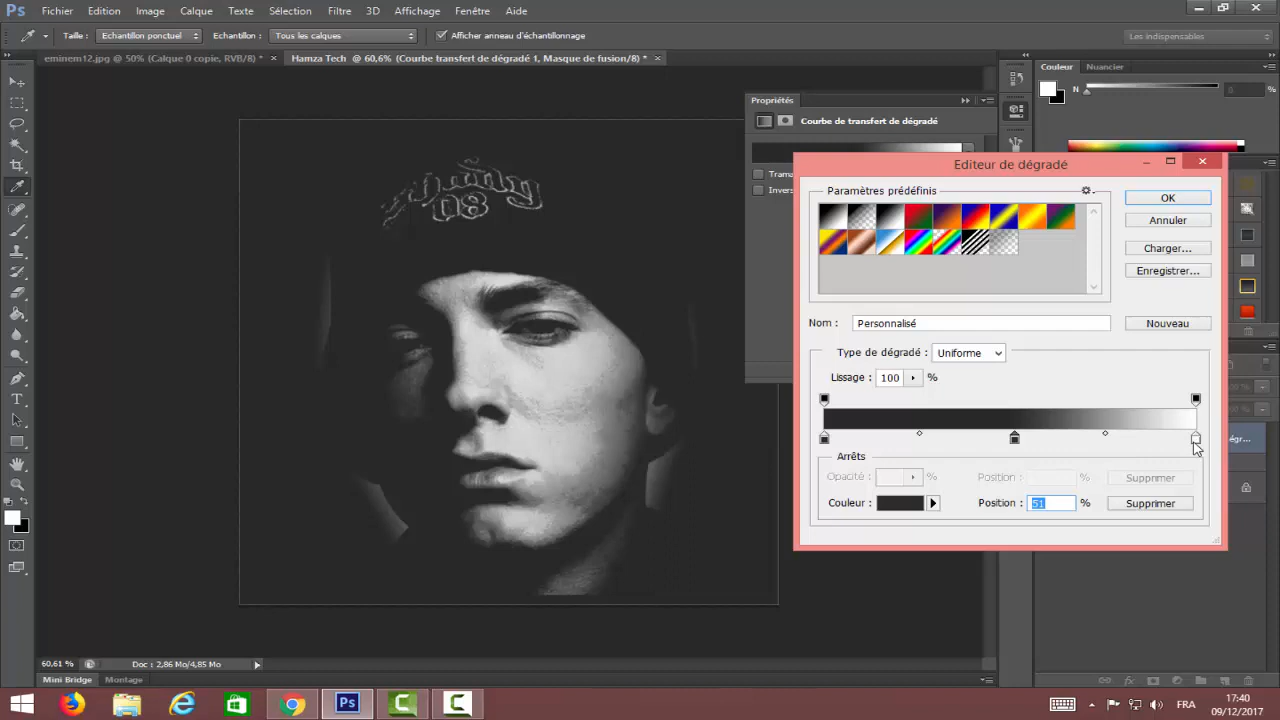 Ps Fichier Edition Image Calque Texte Sélection Filtre 3D Affichage Fenêtre Aide
Taille : Echantillon ponctuel Echantillon : Tous les calques Afficher anneau d'échantillonnage Les indispensables
eminem12.jpg @ 50% (Calque 0 copie, RVB/8) * Hamza Tech @ 60,6% (Courbe transfert de dégradé 1, Masque de fusion/8) *
Couleur Nuancier
N 0 %
Propriétés
Courbe de transfert de dégradé
Trama
Invers
08
Editeur de dégradé
Paramètres prédéfinis
OK
Annuler
Charger...
Enregistrer...
Nom : Personnalisé Nouveau
Type de dégradé : Uniforme
Lissage : 100 %
Arrêts
Opacité : % Position : % Supprimer
Couleur : Position : 51 % Supprimer
60,61 % Doc : 2,86 Mo/4,85 Mo
Mini Bridge Montage
Ps
FRA
17:40
09/12/2017